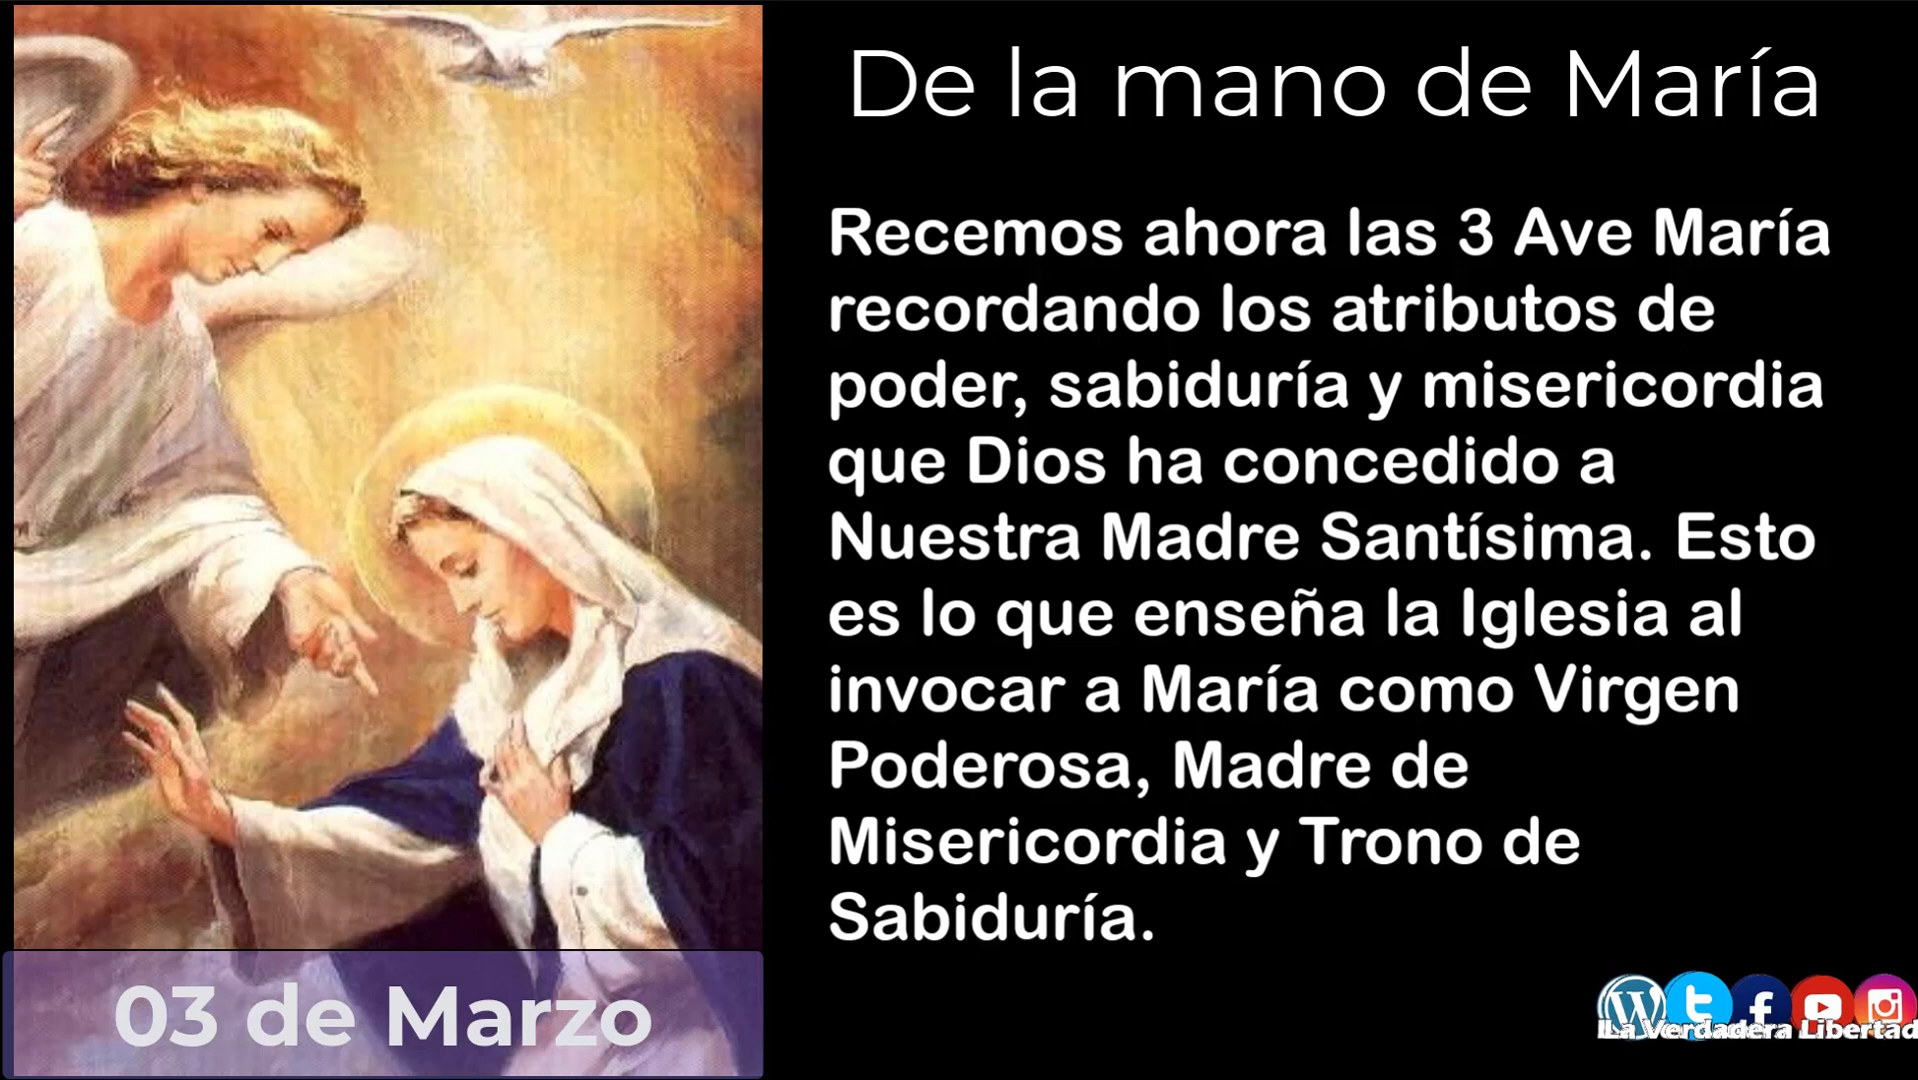 De la mano de María
Recemos ahora las 3 Ave María
recordando los atributos de
poder, sabiduría y misericordia
que Dios ha concedido a
Nuestra Madre Santísima. Esto
es lo que enseña la Iglesia al
invocar a María como Virgen
Poderosa, Madre de
Misericordia y Trono de
Sabiduría.
03 de Marzo
La Verdadera Libertad